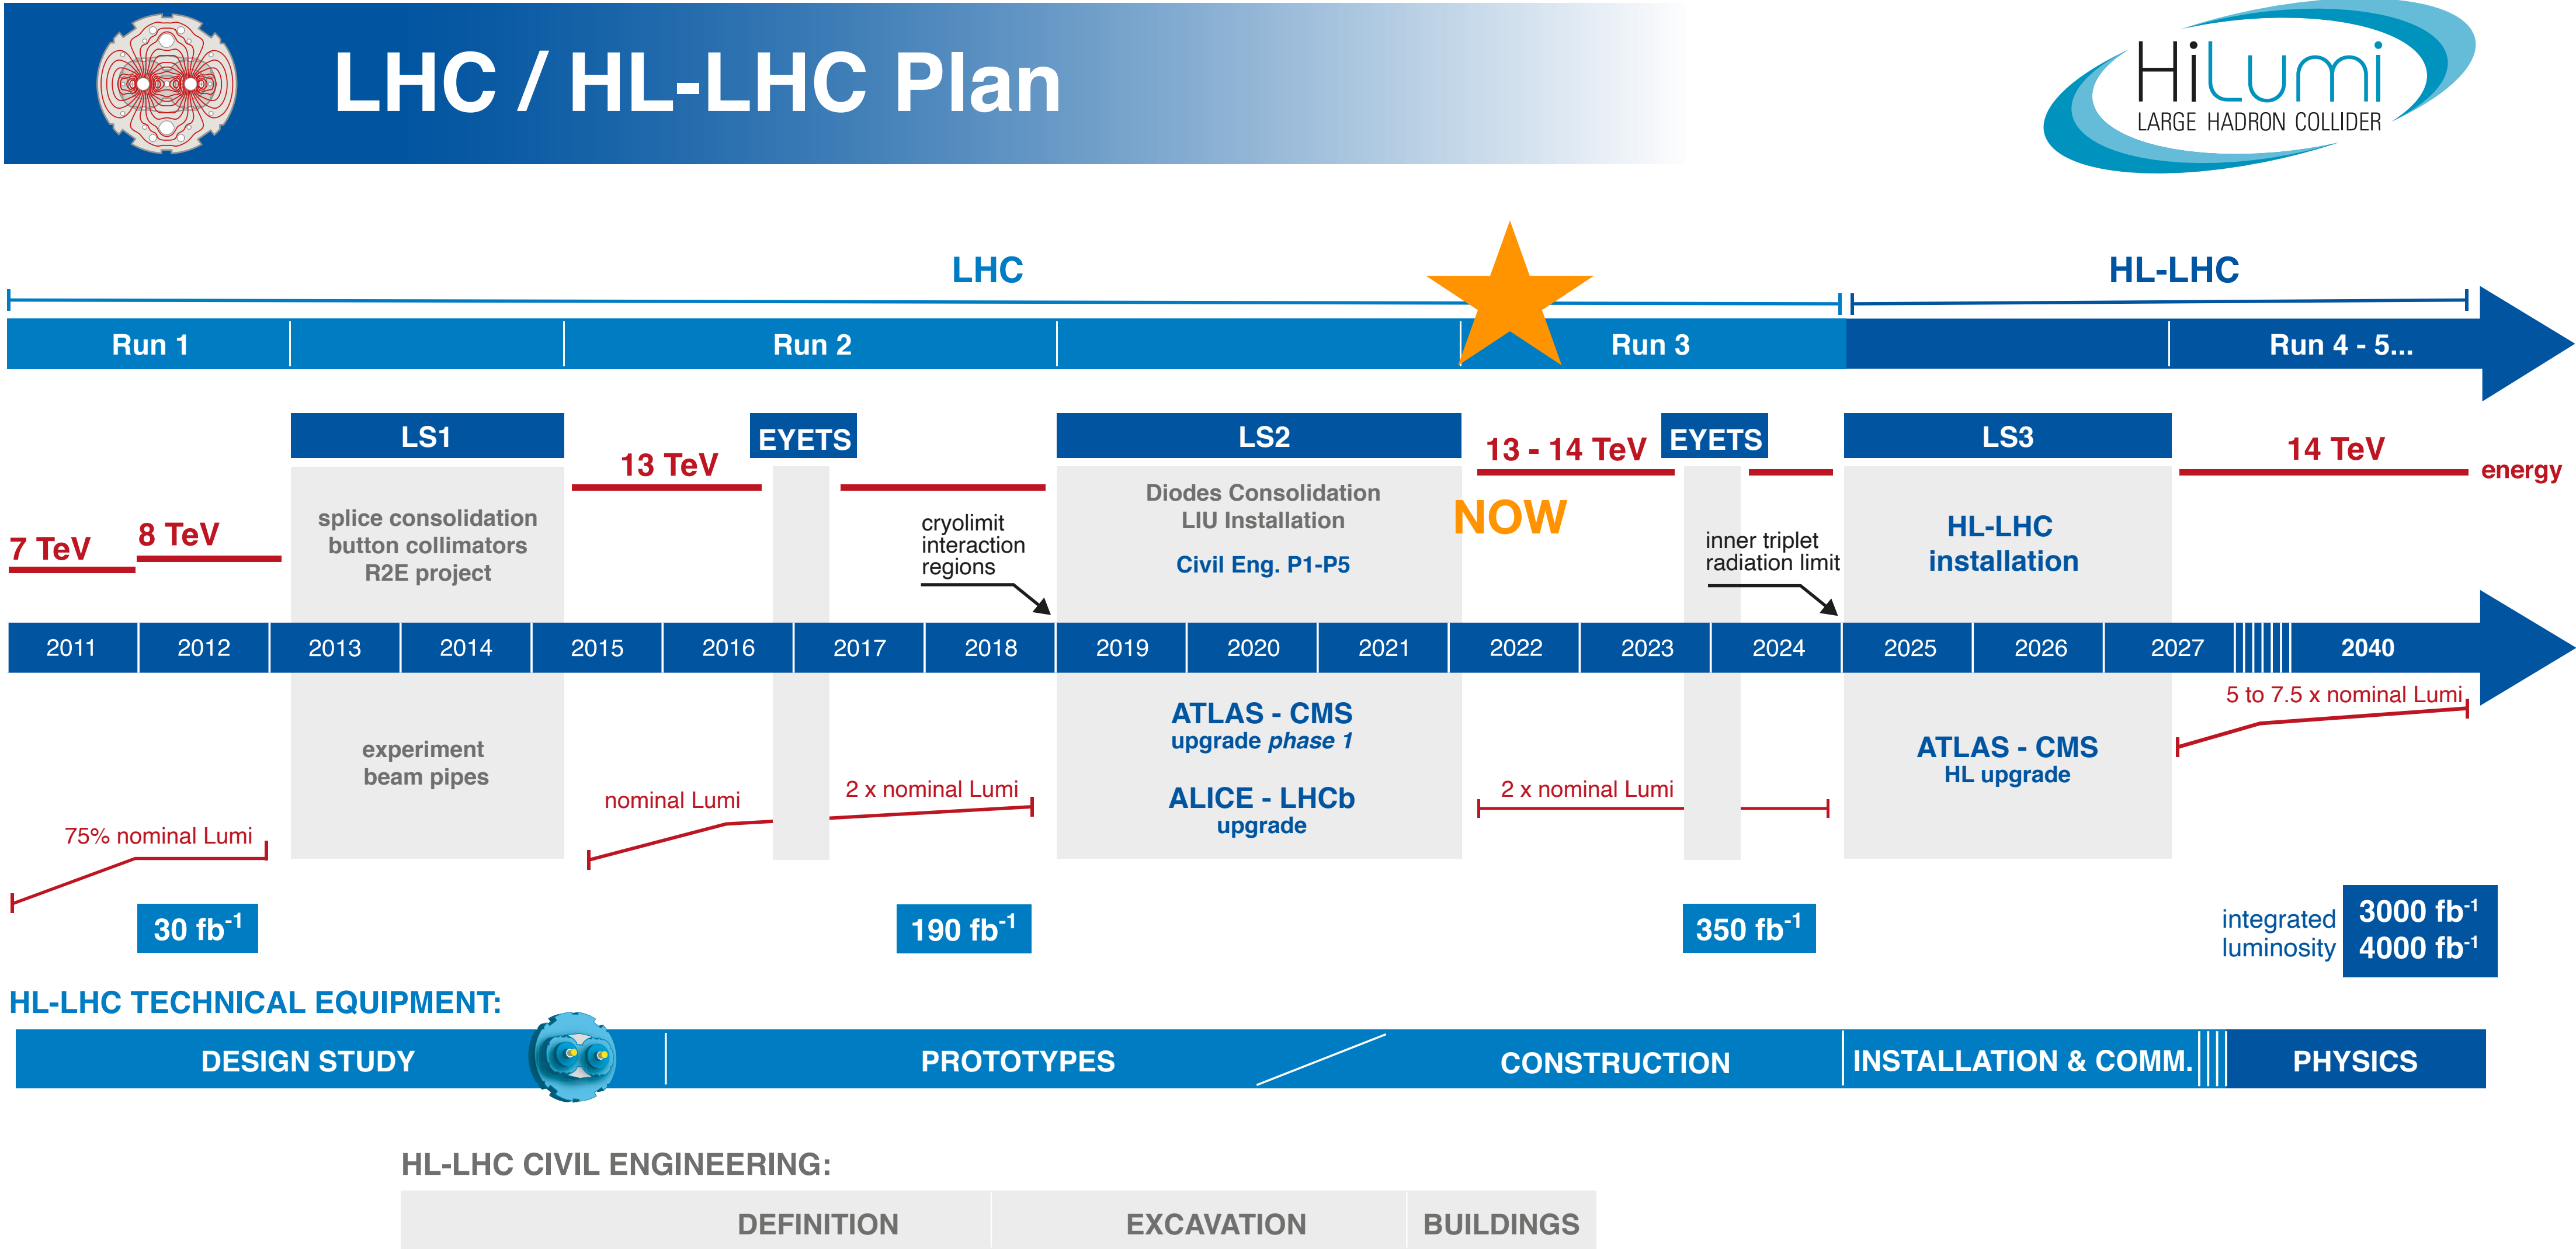 LHC / HL-LHC Plan
HiLumi
LARGE HADRON COLLIDER
LHC
HL-LHC
Run 1
Run 2
Run 3
Run 4 - 5...
LS1
EYETS
LS2
EYETS
LS3
7 TeV
8 TeV
13 TeV
13 - 14 TeV
14 TeV
energy
splice consolidation
button collimators
R2E project
cryolimit
interaction
regions
Diodes Consolidation
LIU Installation
Civil Eng. P1-P5
NOW
inner triplet
radiation limit
HL-LHC
installation
2011
2012
2013
2014
2015
2016
2017
2018
2019
2020
2021
2022
2023
2024
2025
2026
2027
2040
75% nominal Lumi
experiment
beam pipes
nominal Lumi
2 x nominal Lumi
ATLAS - CMS
upgrade phase 1
ALICE - LHCb
upgrade
2 x nominal Lumi
ATLAS - CMS
HL upgrade
5 to 7.5 x nominal Lumi
30 fb-1
190 fb-1
350 fb-1
integrated
luminosity
3000 fb-1
4000 fb-1
HL-LHC TECHNICAL EQUIPMENT:
DESIGN STUDY
PROTOTYPES
CONSTRUCTION
INSTALLATION & COMM.
PHYSICS
HL-LHC CIVIL ENGINEERING:
DEFINITION
EXCAVATION
BUILDINGS